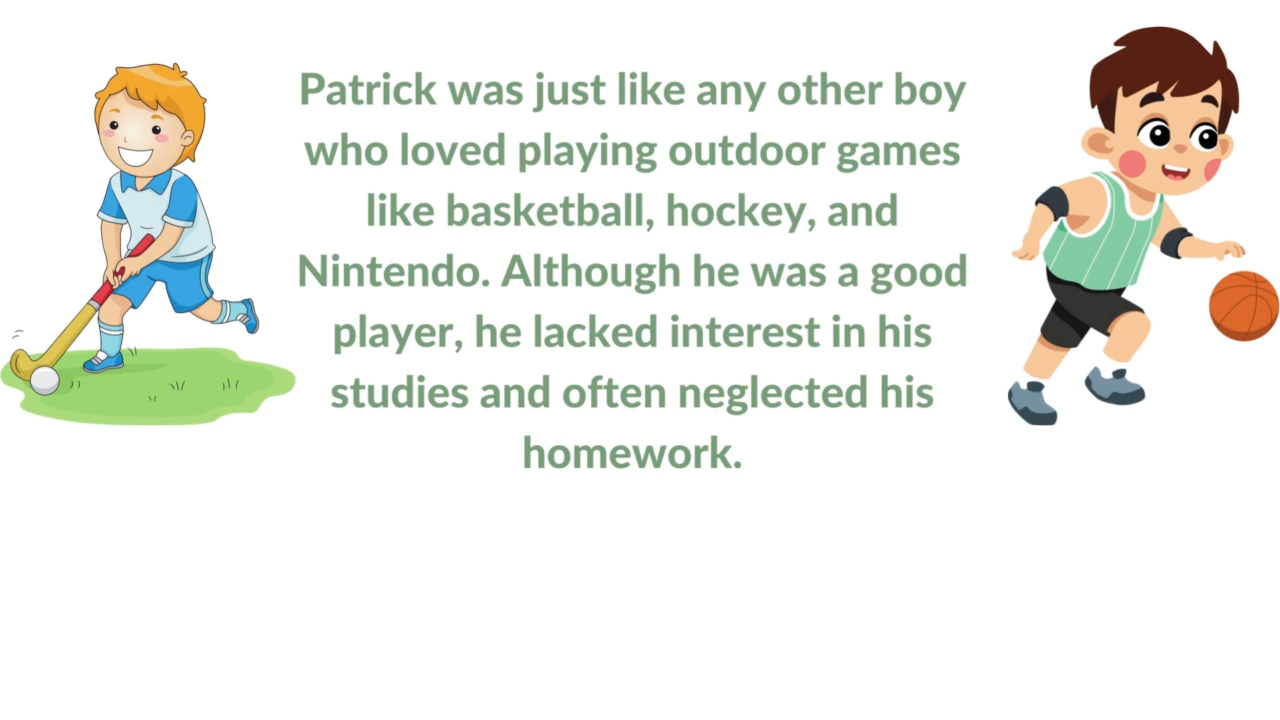 Patrick was just like any other boy
who loved playing outdoor games
like basketball, hockey, and
Nintendo. Although he was a good
player, he lacked interest in his
studies and often neglected his
homework.